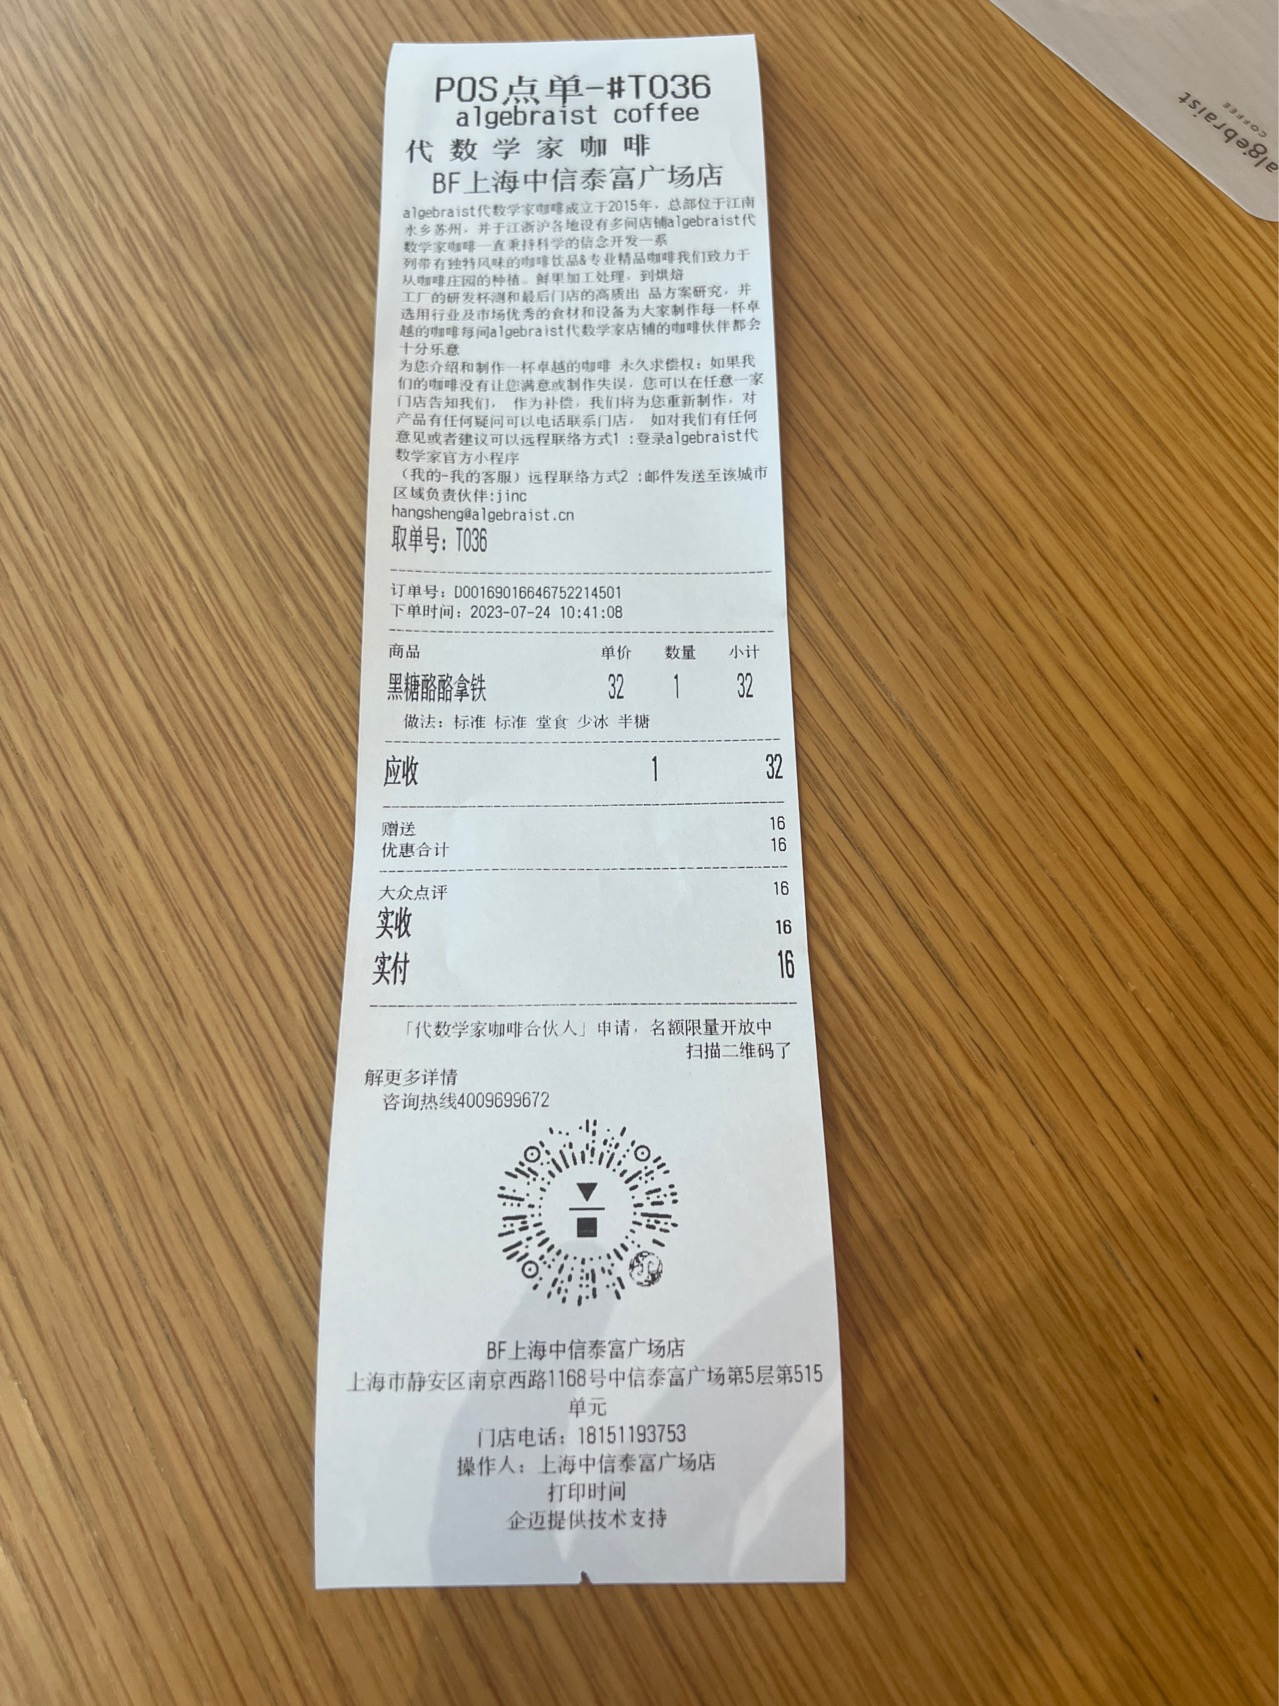 POS点单-#T036
algebraist coffee
代数学家咖啡
BF上海中信泰富广场店
algebraist代数学家咖啡成立于2015年，总部位于江南
水乡苏州，并于江浙沪各地设有多间店铺algebraist代
数学家咖啡一直秉持科学的信念开发一系
列带有独特风味的咖啡饮品&专业精品咖啡我们致力于
从咖啡庄园的种植。鲜果加工处理，到烘焙
工厂的研发杯测和最后门店的高质出 品方案研究，并
选用行业及市场优秀的食材和设备为大家制作每一杯卓
越的咖啡每间algebraist代数学家店铺的咖啡伙伴都会
十分乐意
为您介绍和制作一杯卓越的咖啡 永久求偿权：如果我
们的咖啡没有让您满意或制作失误，您可以在任意一家
门店告知我们， 作为补偿，我们将为您重新制作，对
产品有任何疑问可以电话联系门店， 如对我们有任何
意见或者建议可以远程联络方式1 :登录algebraist代
数学家官方小程序
（我的-我的客服）远程联络方式2 :邮件发送至该城市
区域负责伙伴:jinc
hangsheng@algebraist.cn
取单号：T036
订单号：D00169016646752214501
下单时间：2023-07-24 10:41:08
商品 单价 数量 小计
黑糖酪酪拿铁 32 1 32
做法：标准 标准 堂食 少冰 半糖
应收 1 32
赠送 16
优惠合计 16
大众点评 16
实收 16
实付 16
「代数学家咖啡合伙人」申请，名额限量开放中
扫描二维码了
解更多详情
咨询热线4009699672
BF上海中信泰富广场店
上海市静安区南京西路1168号中信泰富广场第5层第515
单元
门店电话：18151193753
操作人：上海中信泰富广场店
打印时间
企迈提供技术支持
algebraist
COFFEE